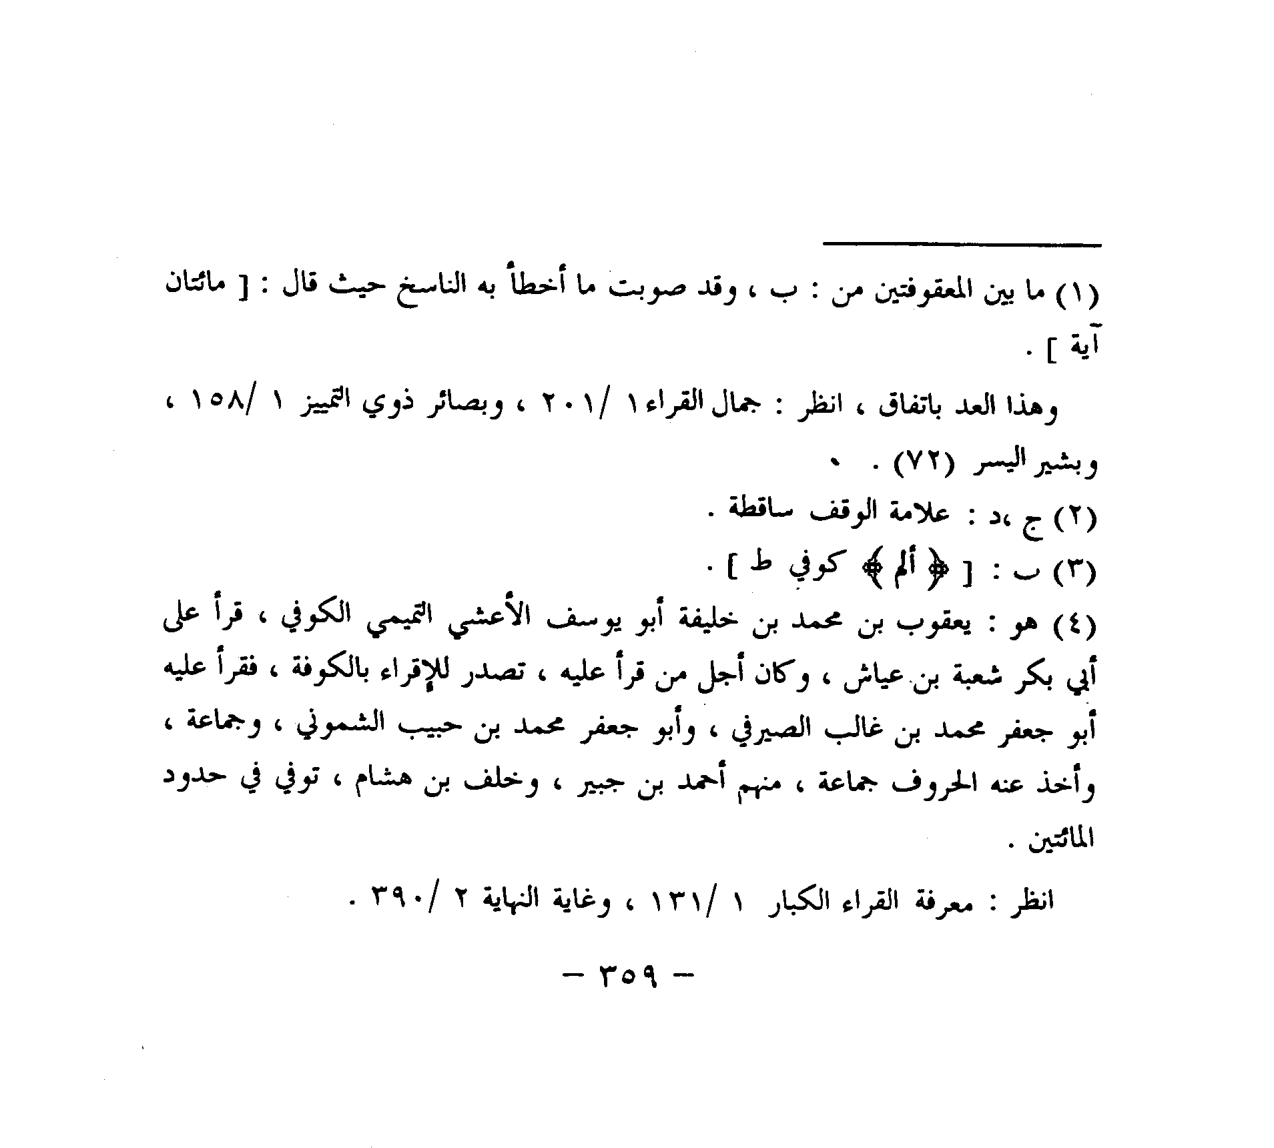 (١) ما بين المعقوفتين من : ب ، وقد صوبت ما أخطأ به الناسخ حيث قال : [ مائتان
آية ] .
وهذا العد باتفاق ، انظر : جمال القراء ١ /٢٠١ ، وبصائر ذوي التمييز ١ /١٥٨ ،
وبشير اليسر (٧٢) .
(٢) ج ،د : علامة الوقف ساقطة .
(٣) ب : [ ﴿ ألم ﴾ كوفي ط ] .
(٤) هو : يعقوب بن محمد بن خليفة أبو يوسف الأعشي التميمي الكوفي ، قرأ على
أبي بكر شعبة بن عياش ، وكان أجل من قرأ عليه ، تصدر للإقراء بالكوفة ، فقرأ عليه
أبو جعفر محمد بن غالب الصيرفي ، وأبو جعفر محمد بن حبيب الشموني ، وجماعة ،
وأخذ عنه الحروف جماعة ، منهم أحمد بن جبير ، وخلف بن هشام ، توفي في حدود
المائتين .
انظر : معرفة القراء الكبار ١ /١٣١ ، وغاية النهاية ٢ /٣٩٠ .
– ٣٥٩ –